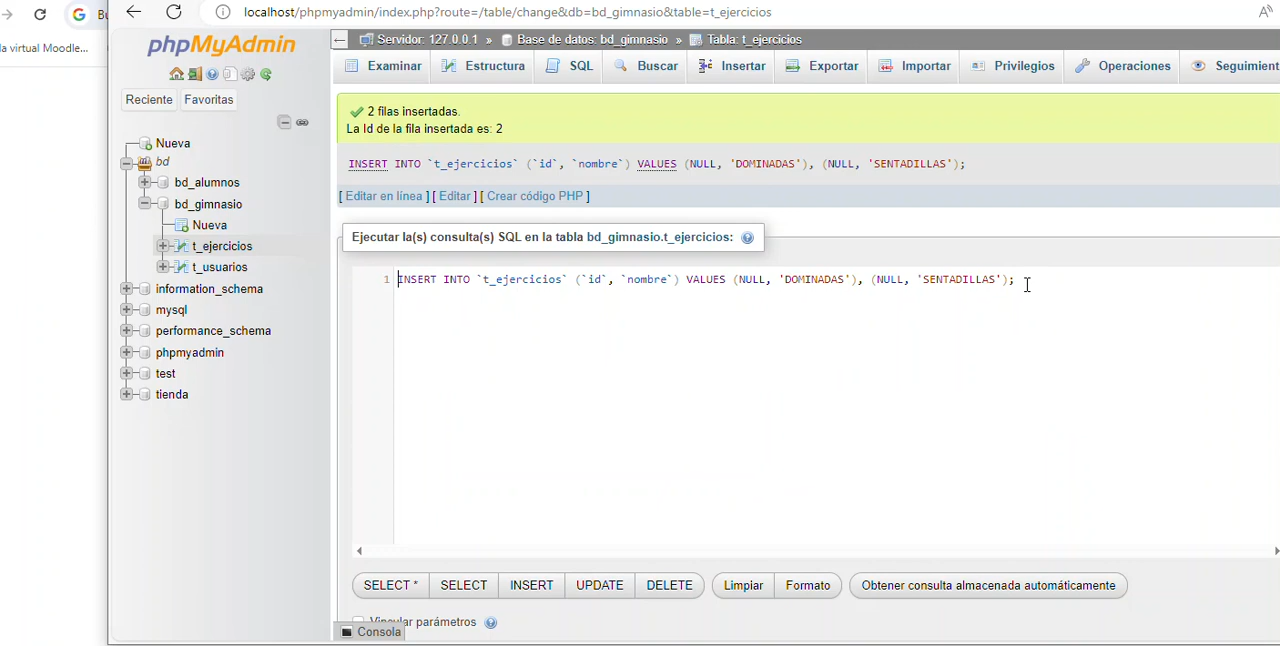 la virtual Moodle...
localhost/phpmyadmin/index.php?route=/table/change&db=bd_gimnasio&table=t_ejercicios
phpMyAdmin
Reciente Favoritas
Nueva
bd
bd_alumnos
bd_gimnasio
Nueva
t_ejercicios
t_usuarios
information_schema
mysql
performance_schema
phpmyadmin
test
tienda
Servidor: 127.0.0.1 » Base de datos: bd_gimnasio » Tabla: t_ejercicios
Examinar Estructura SQL Buscar Insertar Exportar Importar Privilegios Operaciones Seguimient
2 filas insertadas.
La Id de la fila insertada es: 2
INSERT INTO `t_ejercicios` (`id`, `nombre`) VALUES (NULL, 'DOMINADAS'), (NULL, 'SENTADILLAS');
[ Editar en línea ] [ Editar ] [ Crear código PHP ]
Ejecutar la(s) consulta(s) SQL en la tabla bd_gimnasio.t_ejercicios:
1 INSERT INTO `t_ejercicios` (`id`, `nombre`) VALUES (NULL, 'DOMINADAS'), (NULL, 'SENTADILLAS');
SELECT * SELECT INSERT UPDATE DELETE Limpiar Formato Obtener consulta almacenada automáticamente
Vincular parámetros
Consola